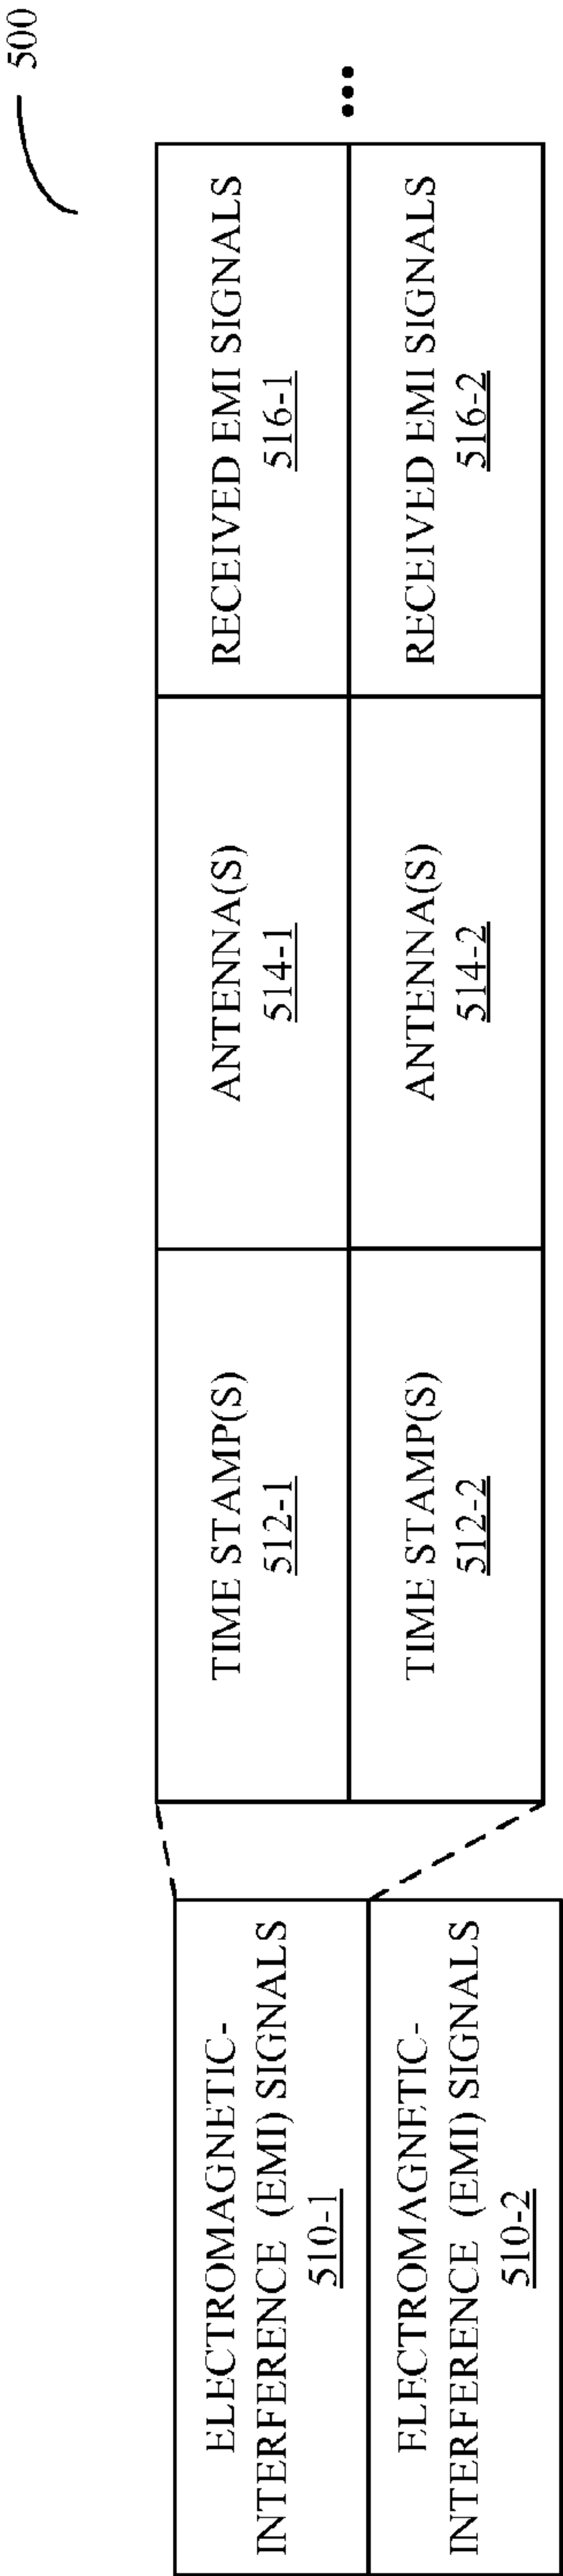 500
ELECTROMAGNETIC-
INTERFERENCE (EMI) SIGNALS
510-1
TIME STAMP(S)
512-1
ANTENNA(S)
514-1
RECEIVED EMI SIGNALS
516-1
ELECTROMAGNETIC-
INTERFERENCE (EMI) SIGNALS
510-2
TIME STAMP(S)
512-2
ANTENNA(S)
514-2
RECEIVED EMI SIGNALS
516-2